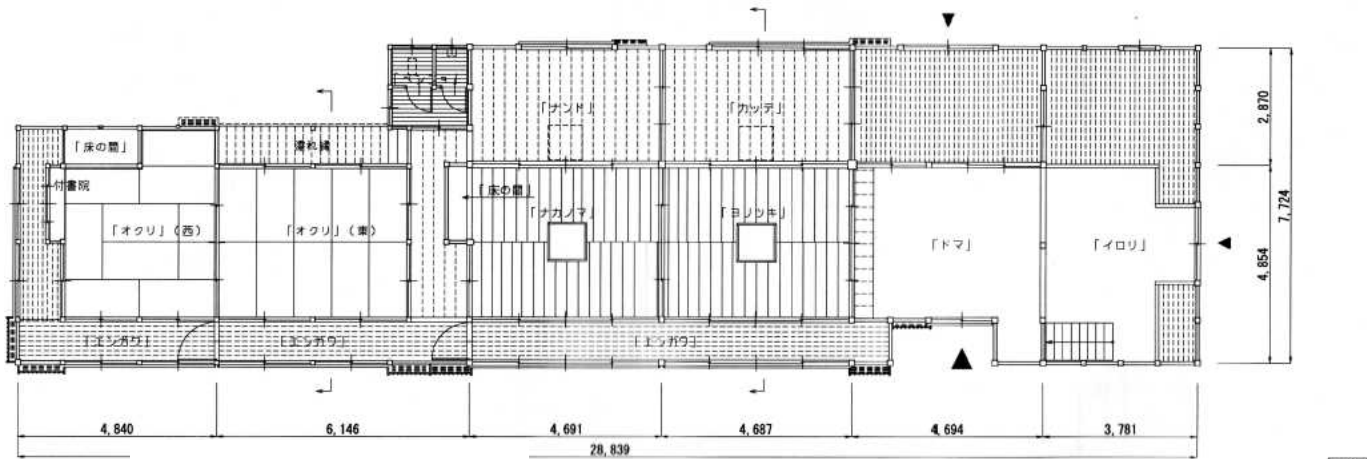 「ナンド」
「カッテ」
「床の間」
濡れ縁
付書院
「床の間」
「オクリ」(西)
「オクリ」(東)
「ナカノマ」
「ヨノツキ」
「ドマ」
「イロリ」
「エンガワ」
「エンガワ」
「エンガワ」
2,870
4,854
7,724
4,840
6,146
4,691
4,687
4,694
3,781
28,839